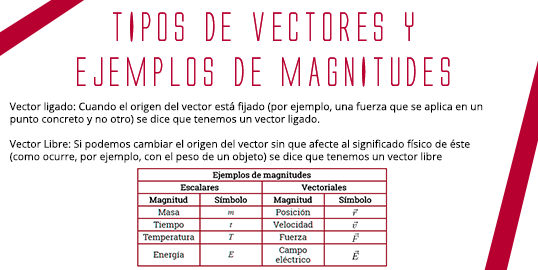 TIPOS DE VECTORES Y
EJEMPLOS DE MAGNITUDES
Vector ligado: Cuando el origen del vector está fijado (por ejemplo, una fuerza que se aplica en un
punto concreto y no otro) se dice que tenemos un vector ligado.
Vector Libre: Si podemos cambiar el origen del vector sin que afecte al significado físico de éste
(como ocurre, por ejemplo, con el peso de un objeto) se dice que tenemos un vector libre
Ejemplos de magnitudes
Escalares Vectoriales
Magnitud Símbolo Magnitud Símbolo
Masa m Posición r⃗
Tiempo t Velocidad v⃗
Temperatura T Fuerza F⃗
Energía E Campo
eléctrico E⃗